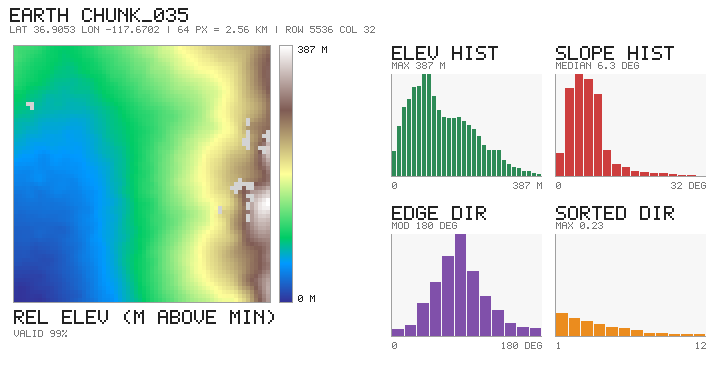 EARTH CHUNK_035
LAT 36.9053 LON -117.6702 | 64 PX = 2.56 KM | ROW 5536 COL 32
387 M
0 M
REL ELEV (M ABOVE MIN)
VALID 99%
ELEV HIST
MAX 387 M
0 387 M
SLOPE HIST
MEDIAN 6.3 DEG
0 32 DEG
EDGE DIR
MOD 180 DEG
0 180 DEG
SORTED DIR
MAX 0.23
1 12